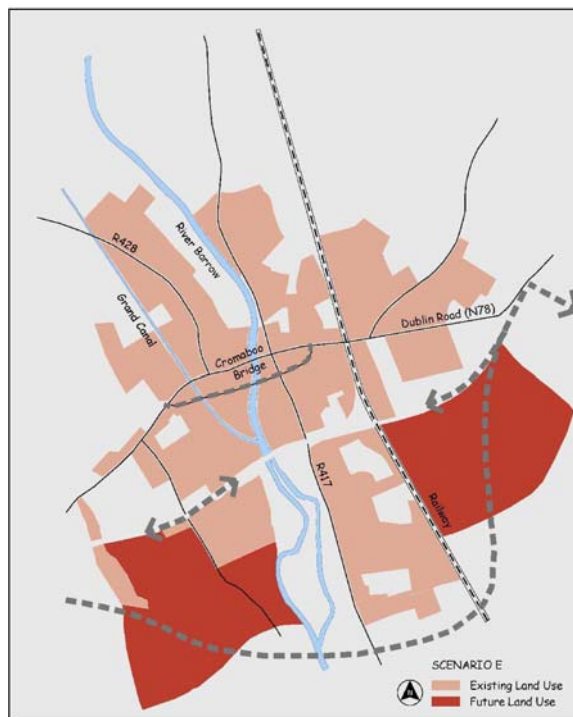 R428
River Barrow
Grand Canal
Dublin Road (N78)
Cromaboo
Bridge
R417
Railway
SCENARIO E
Existing Land Use
Future Land Use